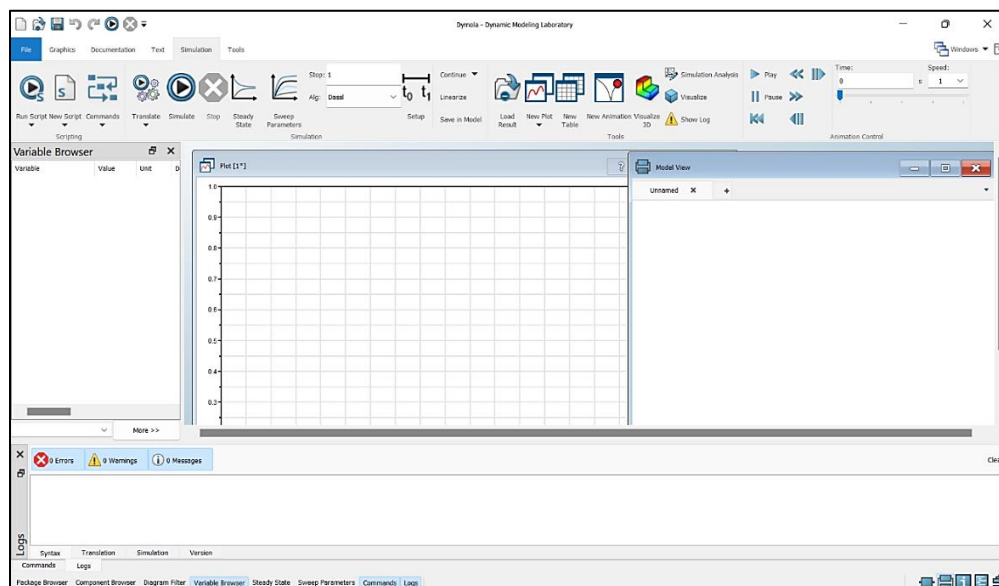 Dymola - Dynamic Modeling Laboratory
File Graphics Documentation Text Simulation Tools
Windows
Stop: 1
Alg: Dassl
Continue
Linearize
Save in Model
Simulation Analysis
Visualize
Show Log
Play
Pause
Time:
0 s
Speed:
1
Run Script New Script Commands Translate Simulate Stop Steady State Sweep Parameters
t0 t1
Setup
Load Result New Plot New Table New Animation Visualize 3D
Scripting Simulation Tools Animation Control
Variable Browser
Variable Value Unit D
Plot [1*]
?
Model View
Unnamed
+
1.0
0.9
0.8
0.7
0.6
0.5
0.4
0.3
More >>
0 Errors 0 Warnings 0 Messages
Clea
Logs
Syntax Translation Simulation Version
Commands Logs
Package Browser Component Browser Diagram Filter Variable Browser Steady State Sweep Parameters Commands Logs